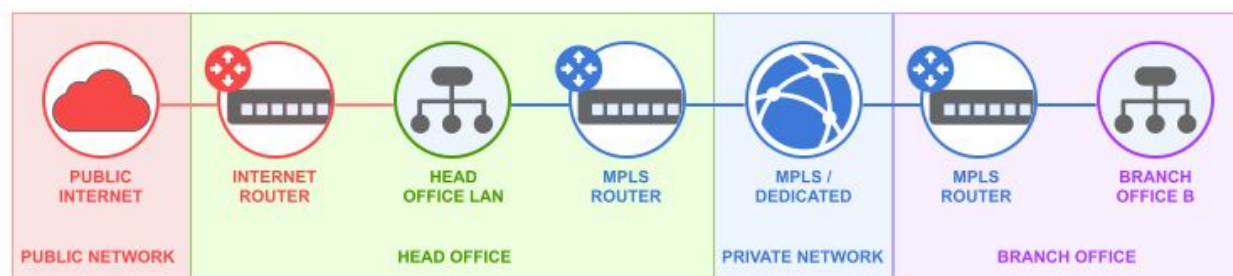 PUBLIC
INTERNET
INTERNET
ROUTER
HEAD
OFFICE LAN
MPLS
ROUTER
MPLS /
DEDICATED
MPLS
ROUTER
BRANCH
OFFICE B
PUBLIC NETWORK
HEAD OFFICE
PRIVATE NETWORK
BRANCH OFFICE